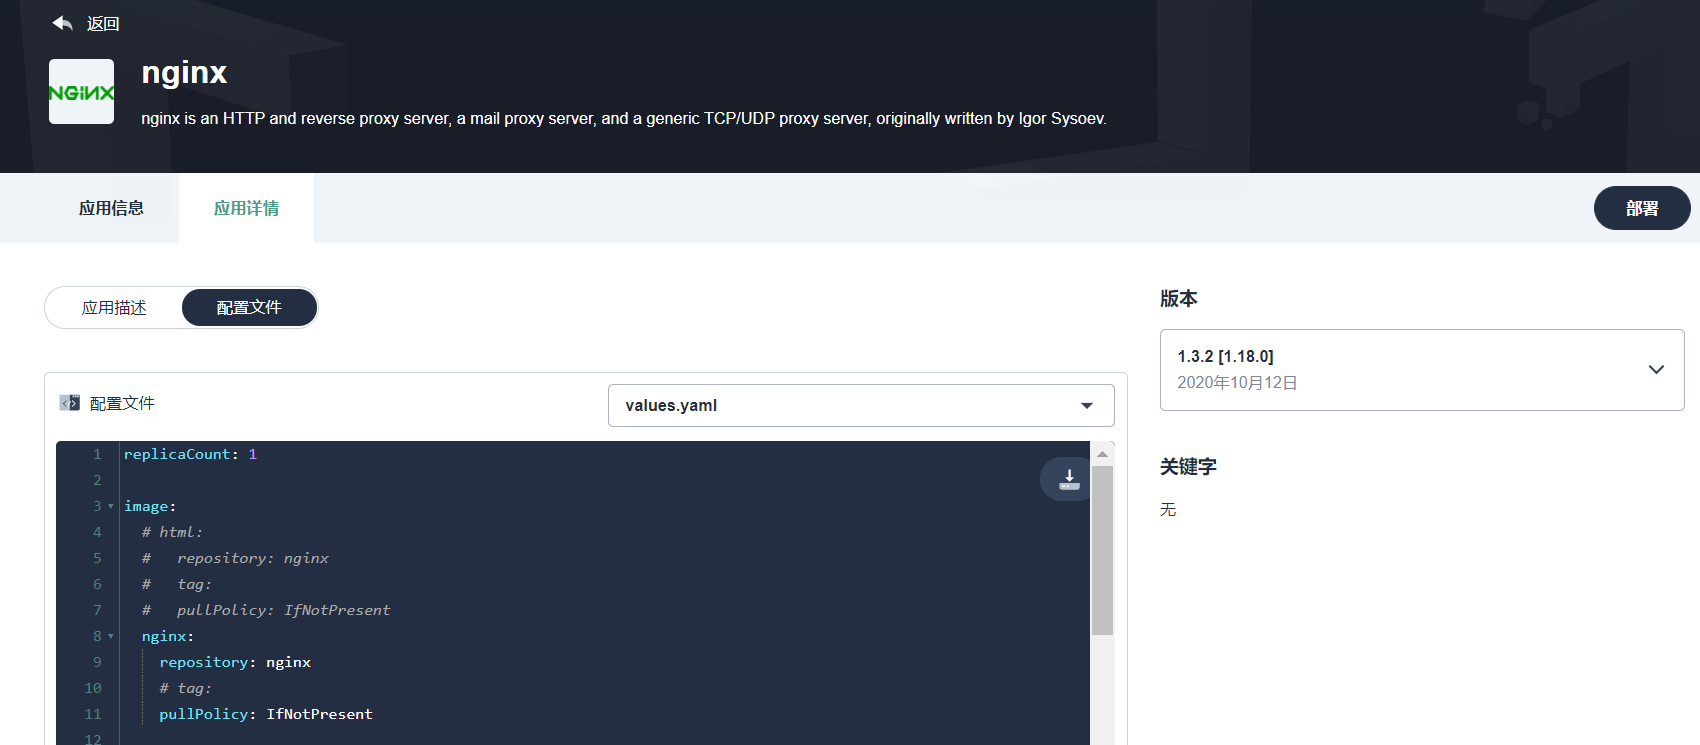 返回
NGINX
nginx
nginx is an HTTP and reverse proxy server, a mail proxy server, and a generic TCP/UDP proxy server, originally written by Igor Sysoev.
应用信息
应用详情
部署
应用描述
配置文件
配置文件
values.yaml
1 replicaCount: 1
2
3 image:
4 # html:
5 #   repository: nginx
6 #   tag:
7 #   pullPolicy: IfNotPresent
8 nginx:
9 repository: nginx
10 # tag:
11 pullPolicy: IfNotPresent
12
版本
1.3.2 [1.18.0]
2020年10月12日
关键字
无